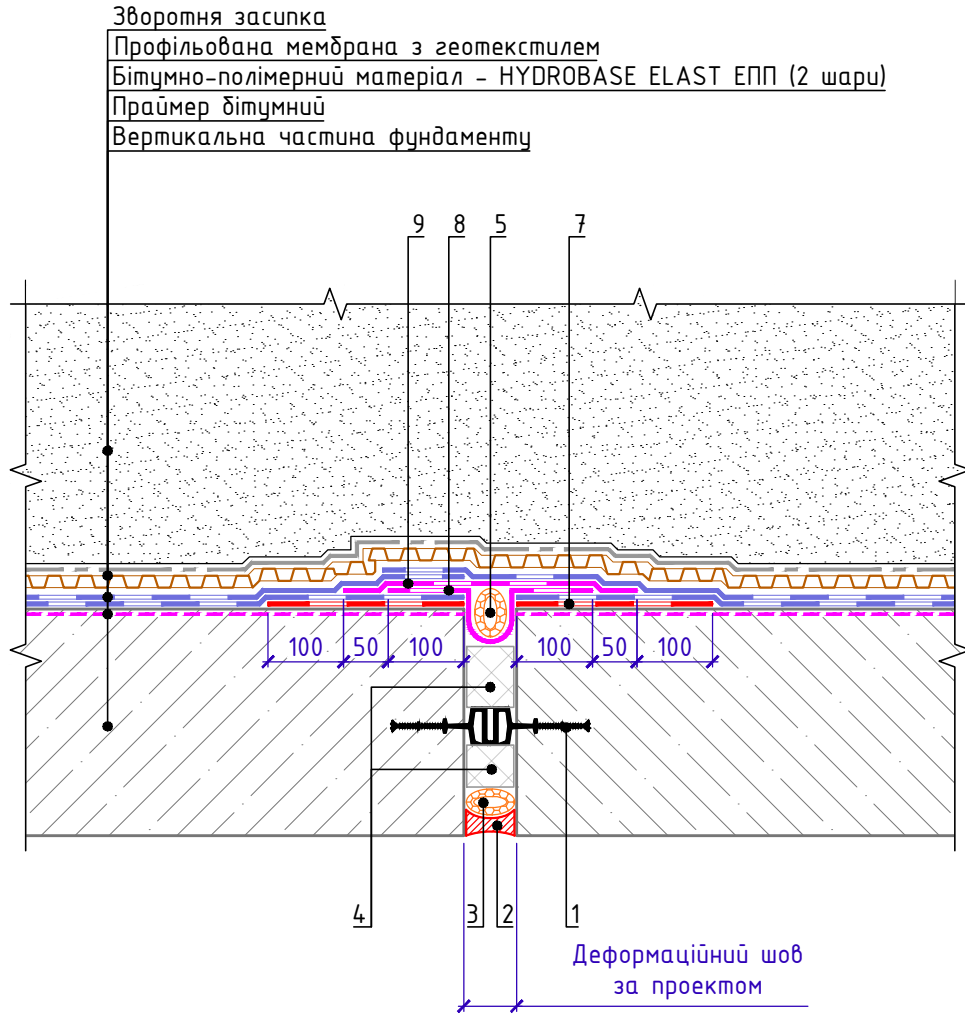 Зворотня засипка
Профільована мембрана з геотекстилем
Бітумно-полімерний матеріал - HYDROBASE ELAST ЕПП (2 шари)
Праймер бітумний
Вертикальна частина фундаменту
9 8 5 7
100 50 100 100 50 100
4 3 2 1
Деформаційний шов
за проектом